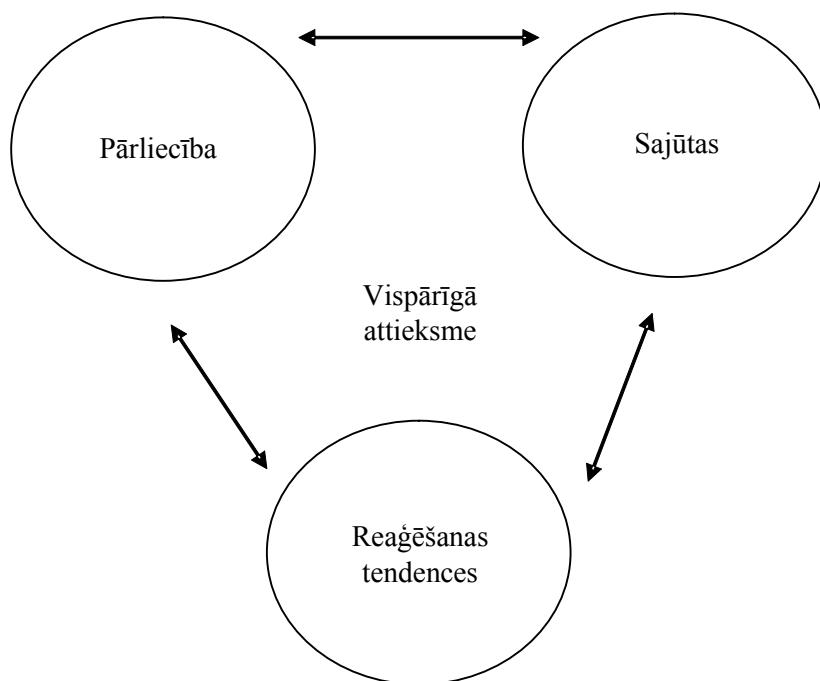 Pārliecība
Sajūtas
Vispārīgā
attieksme
Reaģēšanas
tendences